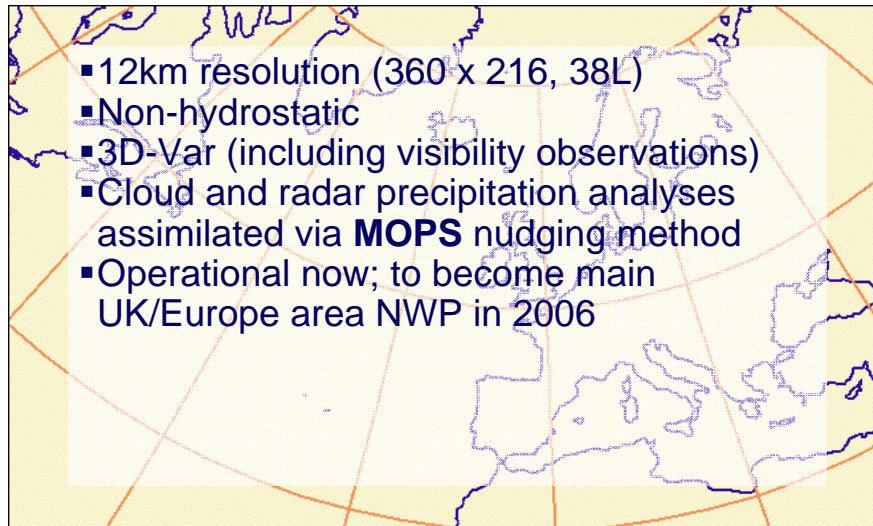 ▪12km resolution (360 x 216, 38L)
▪Non-hydrostatic
▪3D-Var (including visibility observations)
▪Cloud and radar precipitation analyses
assimilated via MOPS nudging method
▪Operational now; to become main
UK/Europe area NWP in 2006